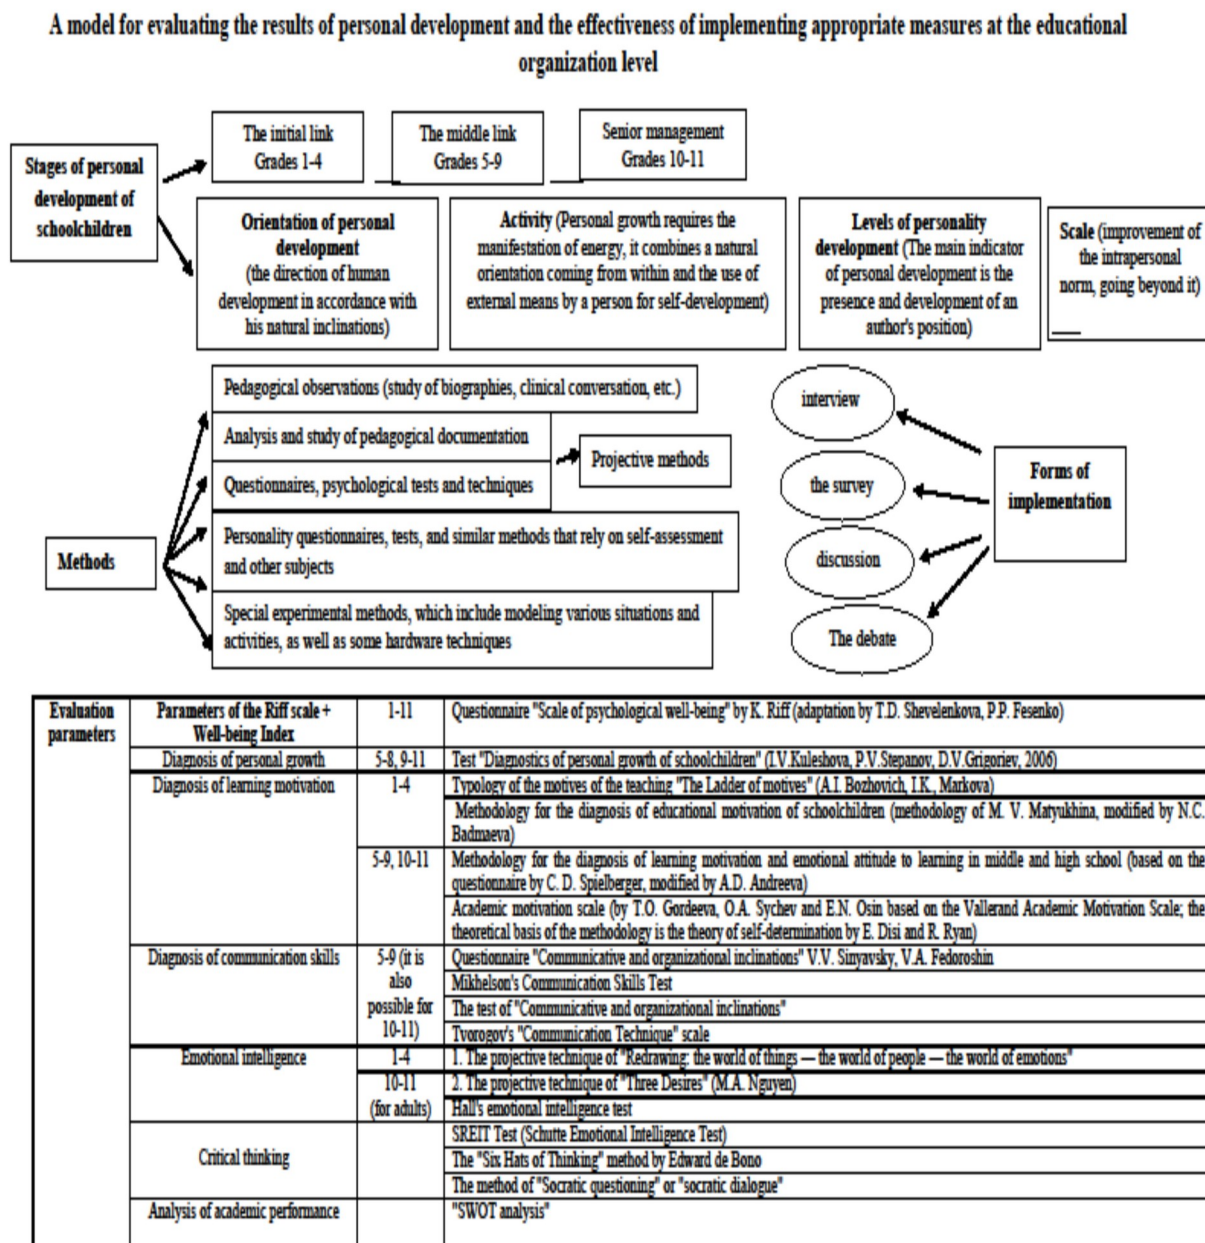 A model for evaluating the results of personal development and the effectiveness of implementing appropriate measures at the educational
organization level
Stages of personal
development of
schoolchildren
The initial link
Grades 1-4
The middle link
Grades 5-9
Senior management
Grades 10-11
Orientation of personal
development
(the direction of human
development in accordance with
his natural inclinations)
Activity (Personal growth requires the
manifestation of energy, it combines a natural
orientation coming from within and the use of
external means by a person for self-development)
Levels of personality
development (The main indicator
of personal development is the
presence and development of an
author's position)
Scale (improvement of
the intrapersonal
norm, going beyond it)
Methods
Pedagogical observations (study of biographies, clinical conversation, etc.)
Analysis and study of pedagogical documentation
Questionnaires, psychological tests and techniques
Projective methods
Personality questionnaires, tests, and similar methods that rely on self-assessment
and other subjects
Special experimental methods, which include modeling various situations and
activities, as well as some hardware techniques
interview
the survey
discussion
The debate
Forms of
implementation
Evaluation
parameters
Parameters of the Riff scale +
Well-being Index
1-11
Questionnaire "Scale of psychological well-being" by K. Riff (adaptation by T.D. Shevelenkova, P.P. Fesenko)
Diagnosis of personal growth
5-8, 9-11
Test "Diagnostics of personal growth of schoolchildren" (I.V.Kuleshova, P.V.Stepanov, D.V.Grigoriev, 2006)
Diagnosis of learning motivation
1-4
Typology of the motives of the teaching "The Ladder of motives" (A.I. Bozhovich, I.K., Markova)
Methodology for the diagnosis of educational motivation of schoolchildren (methodology of M. V. Matyukhina, modified by N.C.
Badmaeva)
5-9, 10-11
Methodology for the diagnosis of learning motivation and emotional attitude to learning in middle and high school (based on the
questionnaire by C. D. Spielberger, modified by A.D. Andreeva)
Academic motivation scale (by T.O. Gordeeva, O.A. Sychev and E.N. Osin based on the Vallerand Academic Motivation Scale; the
theoretical basis of the methodology is the theory of self-determination by E. Disi and R. Ryan)
Diagnosis of communication skills
5-9 (it is
also
possible for
10-11)
Questionnaire "Communicative and organizational inclinations" V.V. Sinyavsky, V.A. Fedoroshin
Mikhelson's Communication Skills Test
The test of "Communicative and organizational inclinations"
Tvorogov's "Communication Technique" scale
Emotional intelligence
1-4
1. The projective technique of "Redrawing: the world of things — the world of people — the world of emotions"
10-11
(for adults)
2. The projective technique of "Three Desires" (M.A. Nguyen)
Hall's emotional intelligence test
Critical thinking
SREIT Test (Schutte Emotional Intelligence Test)
The "Six Hats of Thinking" method by Edward de Bono
The method of "Socratic questioning" or "socratic dialogue"
Analysis of academic performance
"SWOT analysis"